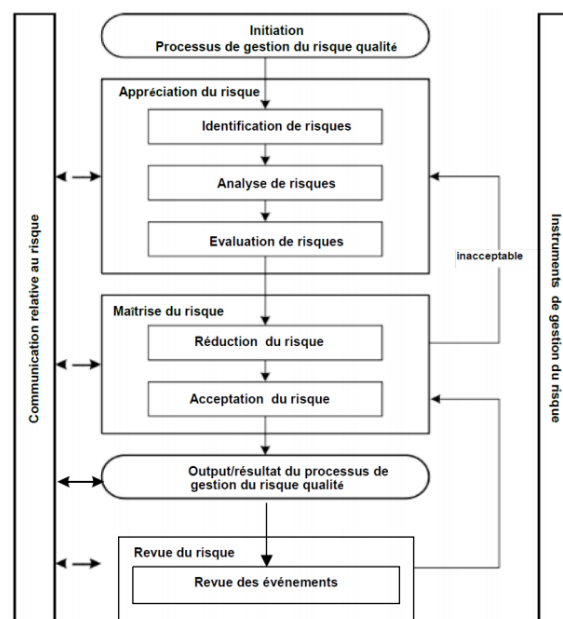 Initiation
Processus de gestion du risque qualité
Appréciation du risque
Identification de risques
Analyse de risques
Evaluation de risques
inacceptable
Maîtrise du risque
Réduction du risque
Acceptation du risque
Output/résultat du processus de
gestion du risque qualité
Revue du risque
Revue des événements
Communication relative au risque
Instruments de gestion du risque